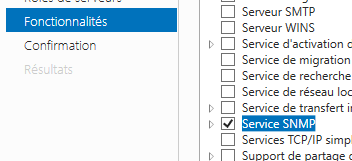 Rôles de serveurs
Fonctionnalités
Confirmation
Résultats
Serveur SMTP
Serveur WINS
Service d'activation d
Service de migration
Service de recherche
Service de réseau loc
Service de transfert in
Service SNMP
Services TCP/IP simpl
Support de partage d